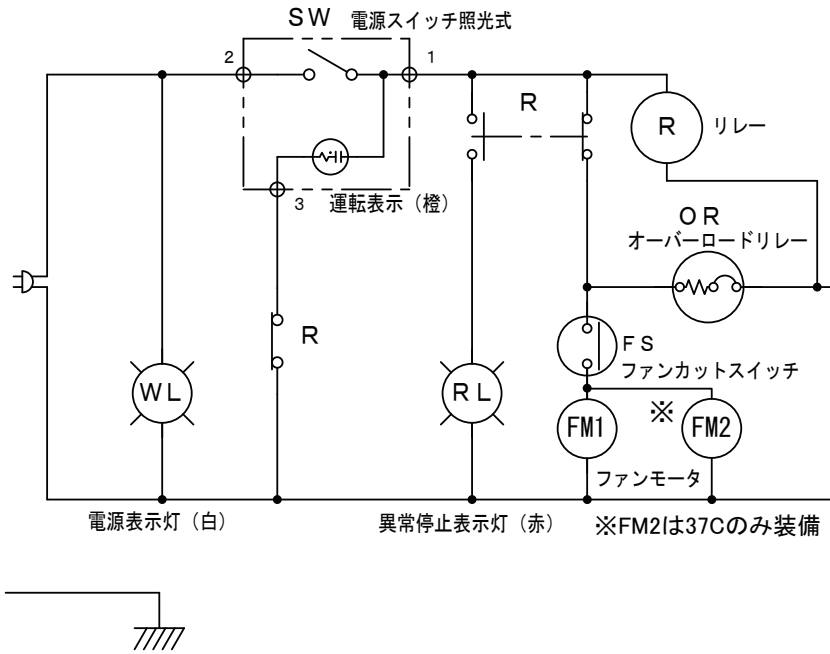 SW 電源スイッチ照光式
2
1
R
R
リレー
3
運転表示（橙）
OR
オーバーロードリレー
R
FS
ファンカットスイッチ
WL
RL
※
FM1
FM2
ファンモータ
電源表示灯（白）
異常停止表示灯（赤）
※FM2は37Cのみ装備